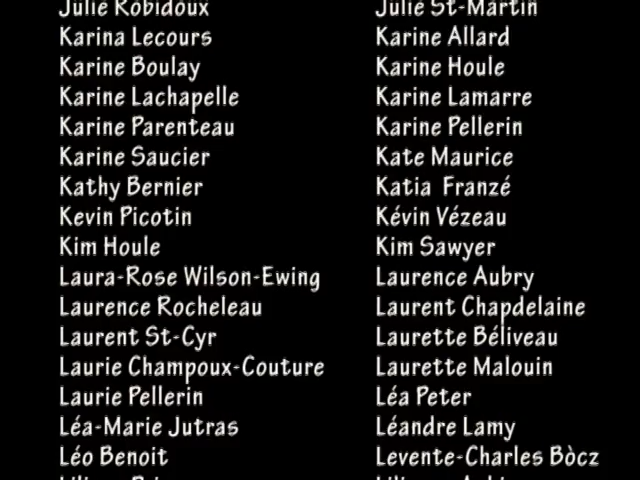 Julie Robidoux Julie St-Martin
Karina Lecours Karine Allard
Karine Boulay Karine Houle
Karine Lachapelle Karine Lamarre
Karine Parenteau Karine Pellerin
Karine Saucier Kate Maurice
Kathy Bernier Katia Franzé
Kevin Picotin Kévin Vézeau
Kim Houle Kim Sawyer
Laura-Rose Wilson-Ewing Laurence Aubry
Laurence Rocheleau Laurent Chapdelaine
Laurent St-Cyr Laurette Béliveau
Laurie Champoux-Couture Laurette Malouin
Laurie Pellerin Léa Peter
Léa-Marie Jutras Léandre Lamy
Léo Benoit Levente-Charles Bòcz